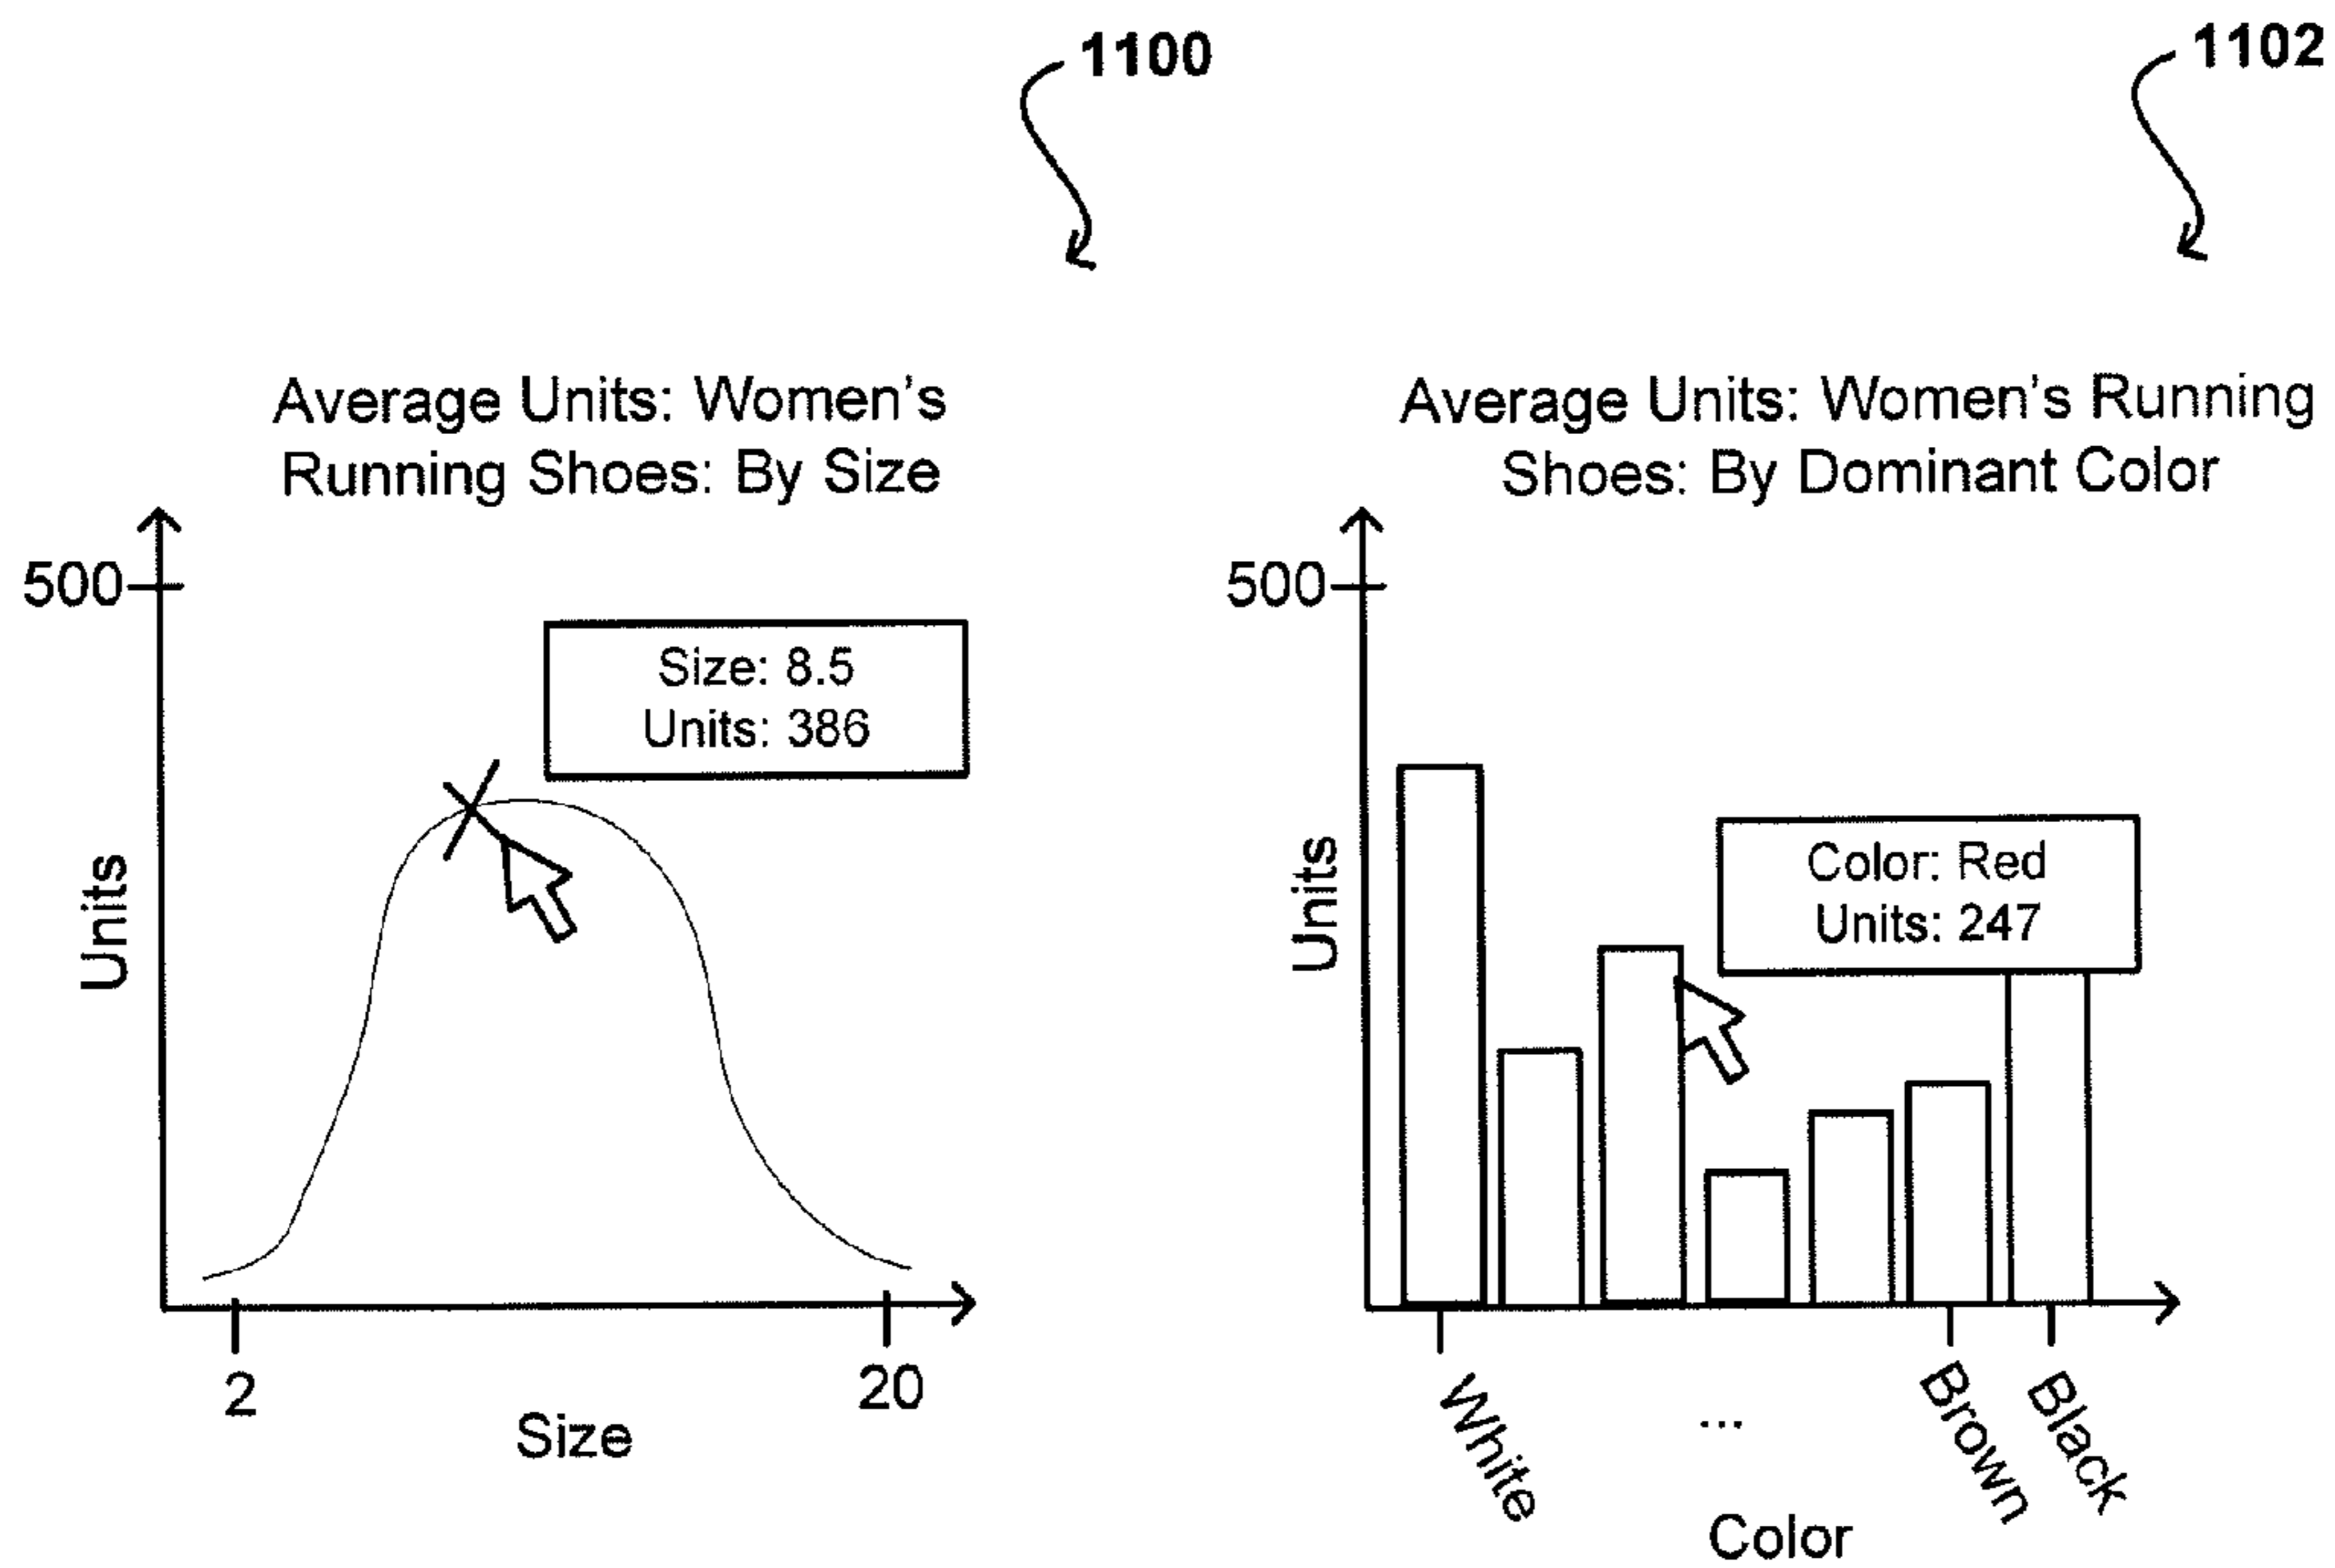 1100
1102
Average Units: Women's
Running Shoes: By Size
500
Size: 8.5
Units: 386
Units
2
20
Size
Average Units: Women's Running
Shoes: By Dominant Color
500
Color: Red
Units: 247
Units
White
...
Brown
Black
Color